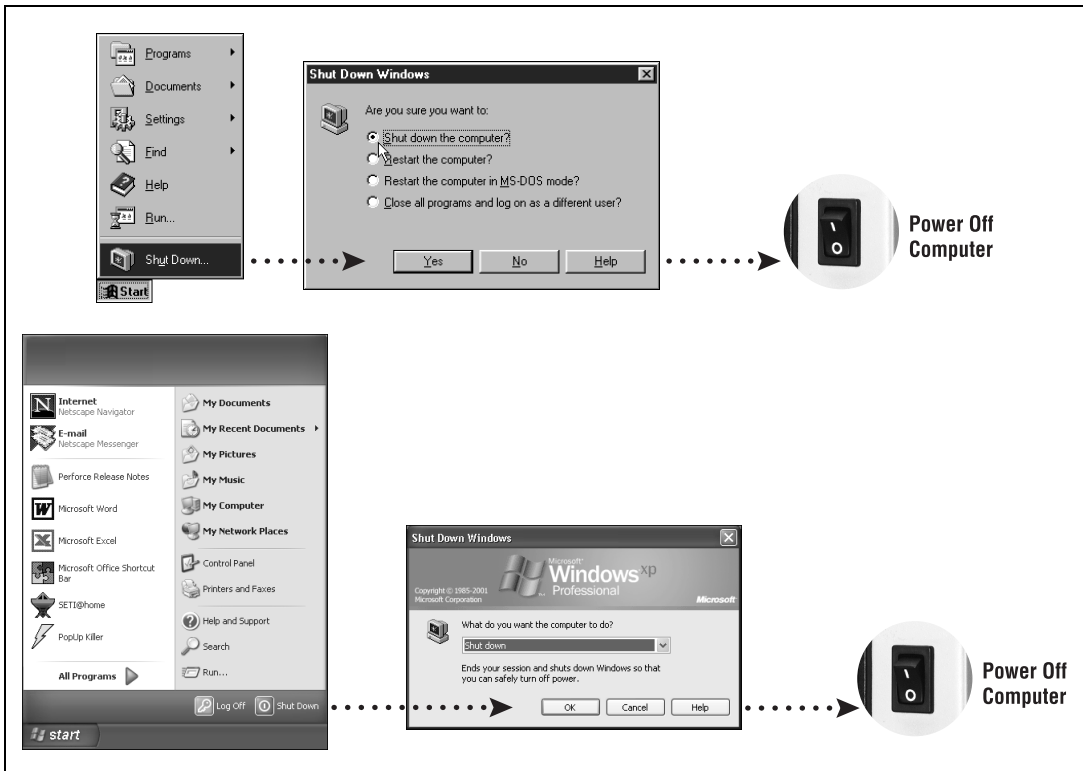 Programs
Documents
Settings
Find
Help
Run...
Shut Down...
Start
Shut Down Windows
Are you sure you want to:
Shut down the computer?
Restart the computer?
Restart the computer in MS-DOS mode?
Close all programs and log on as a different user?
Yes No Help
Power Off
Computer
Internet
Netscape Navigator
E-mail
Netscape Messenger
Perforce Release Notes
Microsoft Word
Microsoft Excel
Microsoft Office Shortcut
Bar
SETI@home
PopUp Killer
All Programs
My Documents
My Recent Documents
My Pictures
My Music
My Computer
My Network Places
Control Panel
Printers and Faxes
Help and Support
Search
Run...
Log Off Shut Down
start
Shut Down Windows
Copyright © 1985-2001
Microsoft Corporation
Microsoft
Windows xp
Professional
Microsoft
What do you want the computer to do?
Shut down
Ends your session and shuts down Windows so that
you can safely turn off power.
OK Cancel Help
Power Off
Computer